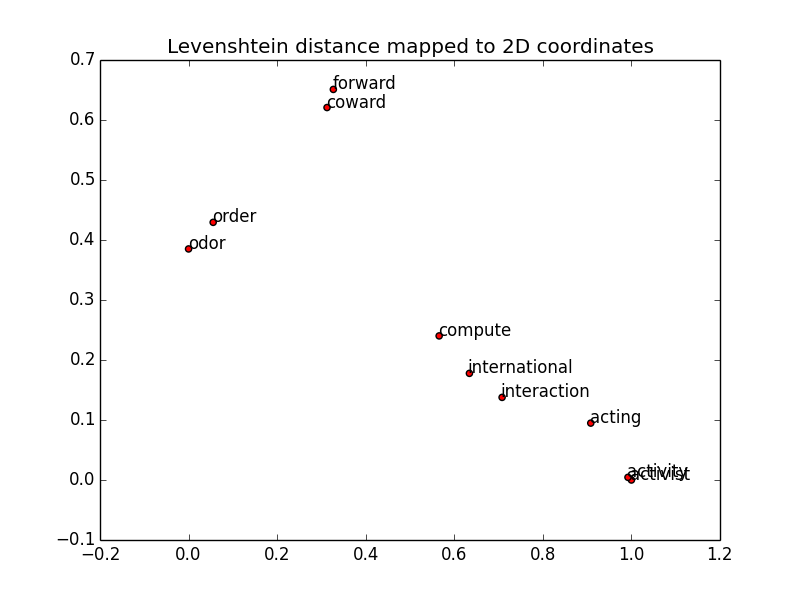 Levenshtein distance mapped to 2D coordinates
0.7
forward
coward
0.6
0.5
order
0.4
odor
0.3
compute
0.2
international
interaction
0.1
acting
activity
activist
0.0
−0.1
−0.2 0.0 0.2 0.4 0.6 0.8 1.0 1.2